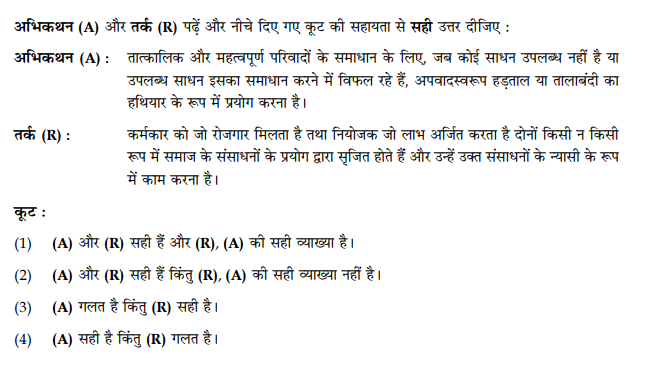 अभिकथन (A) और तर्क (R) पढ़ें और नीचे दिए गए कूट की सहायता से सही उत्तर दीजिए :
अभिकथन (A) : तात्कालिक और महत्वपूर्ण परिवादों के समाधान के लिए, जब कोई साधन उपलब्ध नहीं है या
उपलब्ध साधन इसका समाधान करने में विफल रहे हैं, अपवादस्वरूप हड़ताल या तालाबंदी का
हथियार के रूप में प्रयोग करना है।
तर्क (R) : कर्मकार को जो रोजगार मिलता है तथा नियोजक जो लाभ अर्जित करता है दोनों किसी न किसी
रूप में समाज के संसाधनों के प्रयोग द्वारा सृजित होते हैं और उन्हें उक्त संसाधनों के न्यासी के रूप
में काम करना है।
कूट :
(1) (A) और (R) सही हैं और (R), (A) की सही व्याख्या है।
(2) (A) और (R) सही हैं किंतु (R), (A) की सही व्याख्या नहीं है।
(3) (A) गलत है किंतु (R) सही है।
(4) (A) सही है किंतु (R) गलत है।